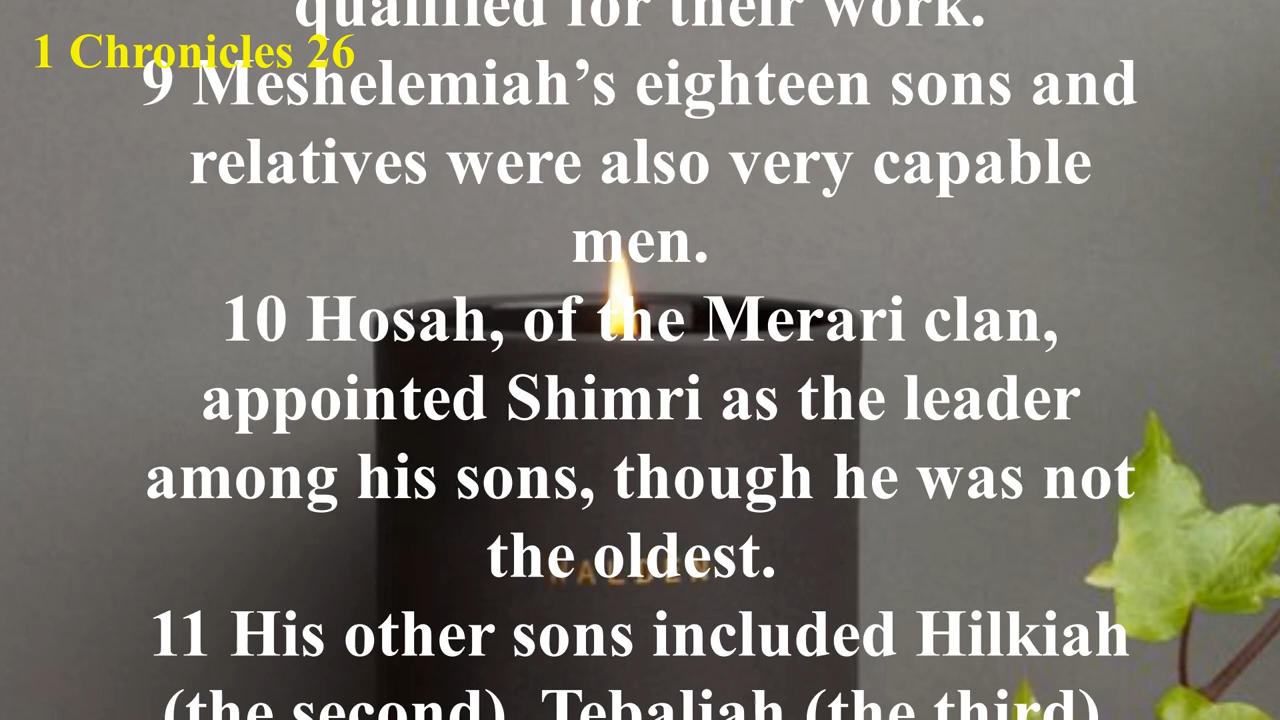 qualified for their work.
1 Chronicles 26
9 Meshelemiah’s eighteen sons and
relatives were also very capable
men.
10 Hosah, of the Merari clan,
appointed Shimri as the leader
among his sons, though he was not
the oldest.
11 His other sons included Hilkiah
(the second), Tebaliah (the third),